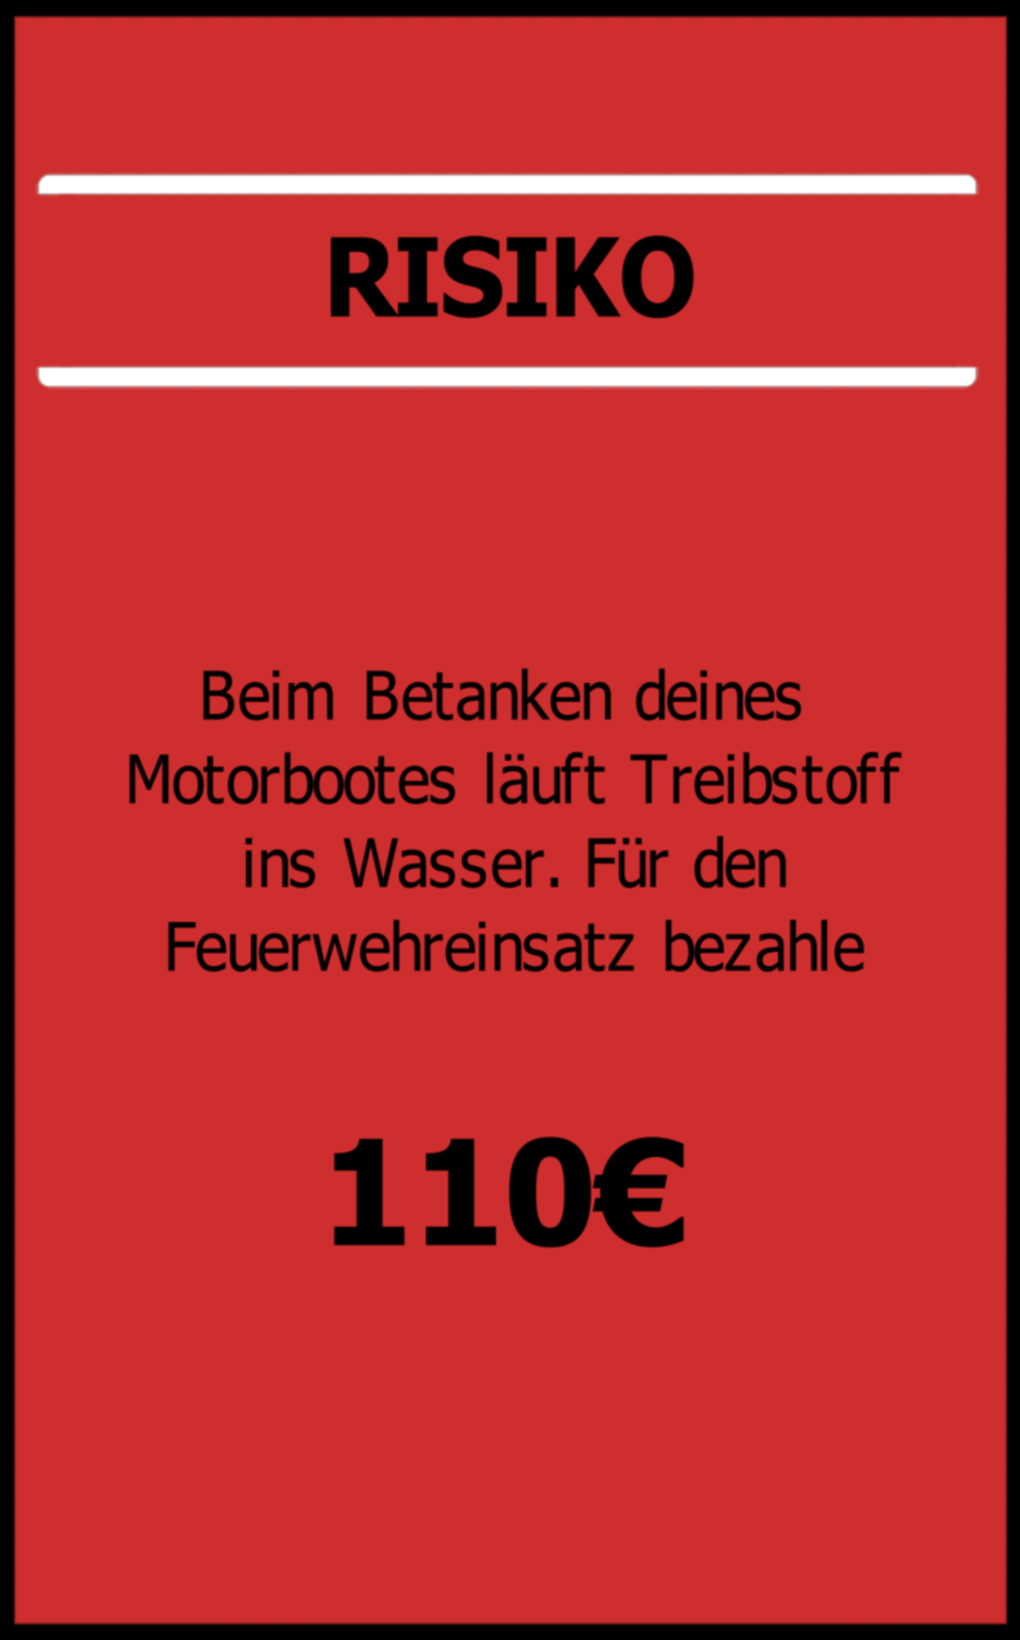 RISIKO
Beim Betanken deines
Motorbootes läuft Treibstoff
ins Wasser. Für den
Feuerwehreinsatz bezahle
110€